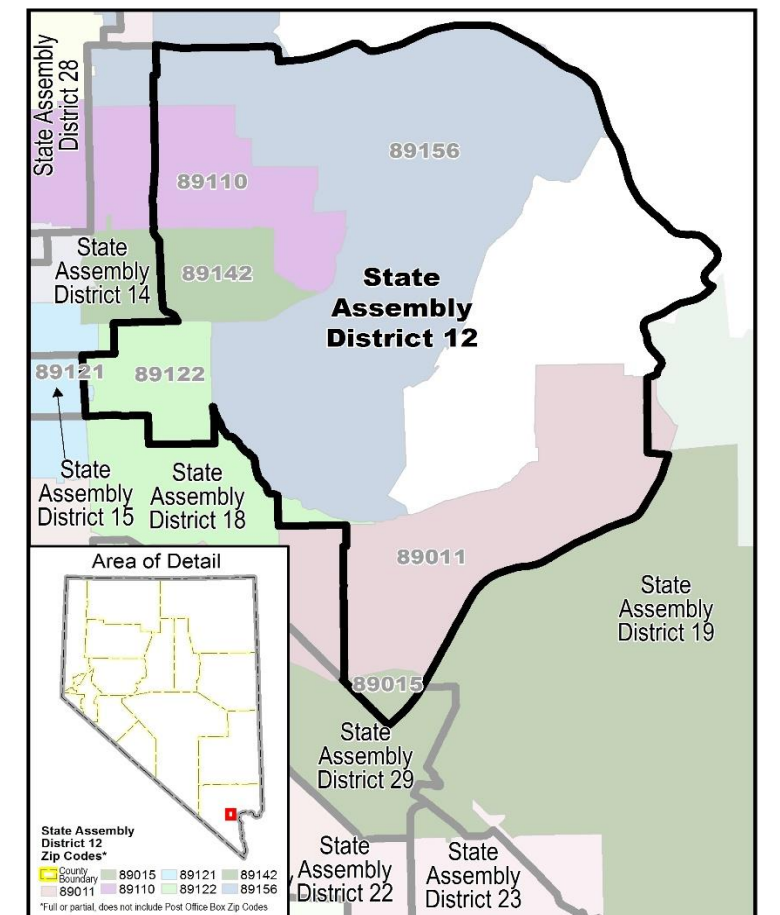 State Assembly
District 28
89156
89110
State
Assembly
District 14
89142
State
Assembly
District 12
89121
89122
State
Assembly
District 15
State
Assembly
District 18
89011
State
Assembly
District 19
89015
State
Assembly
District 29
State
Assembly
District 22
State
Assembly
District 23
Area of Detail
State Assembly
District 12
Zip Codes*
County
Boundary
89015 89121 89142
89011 89110 89122 89156
*Full or partial, does not include Post Office Box Zip Codes